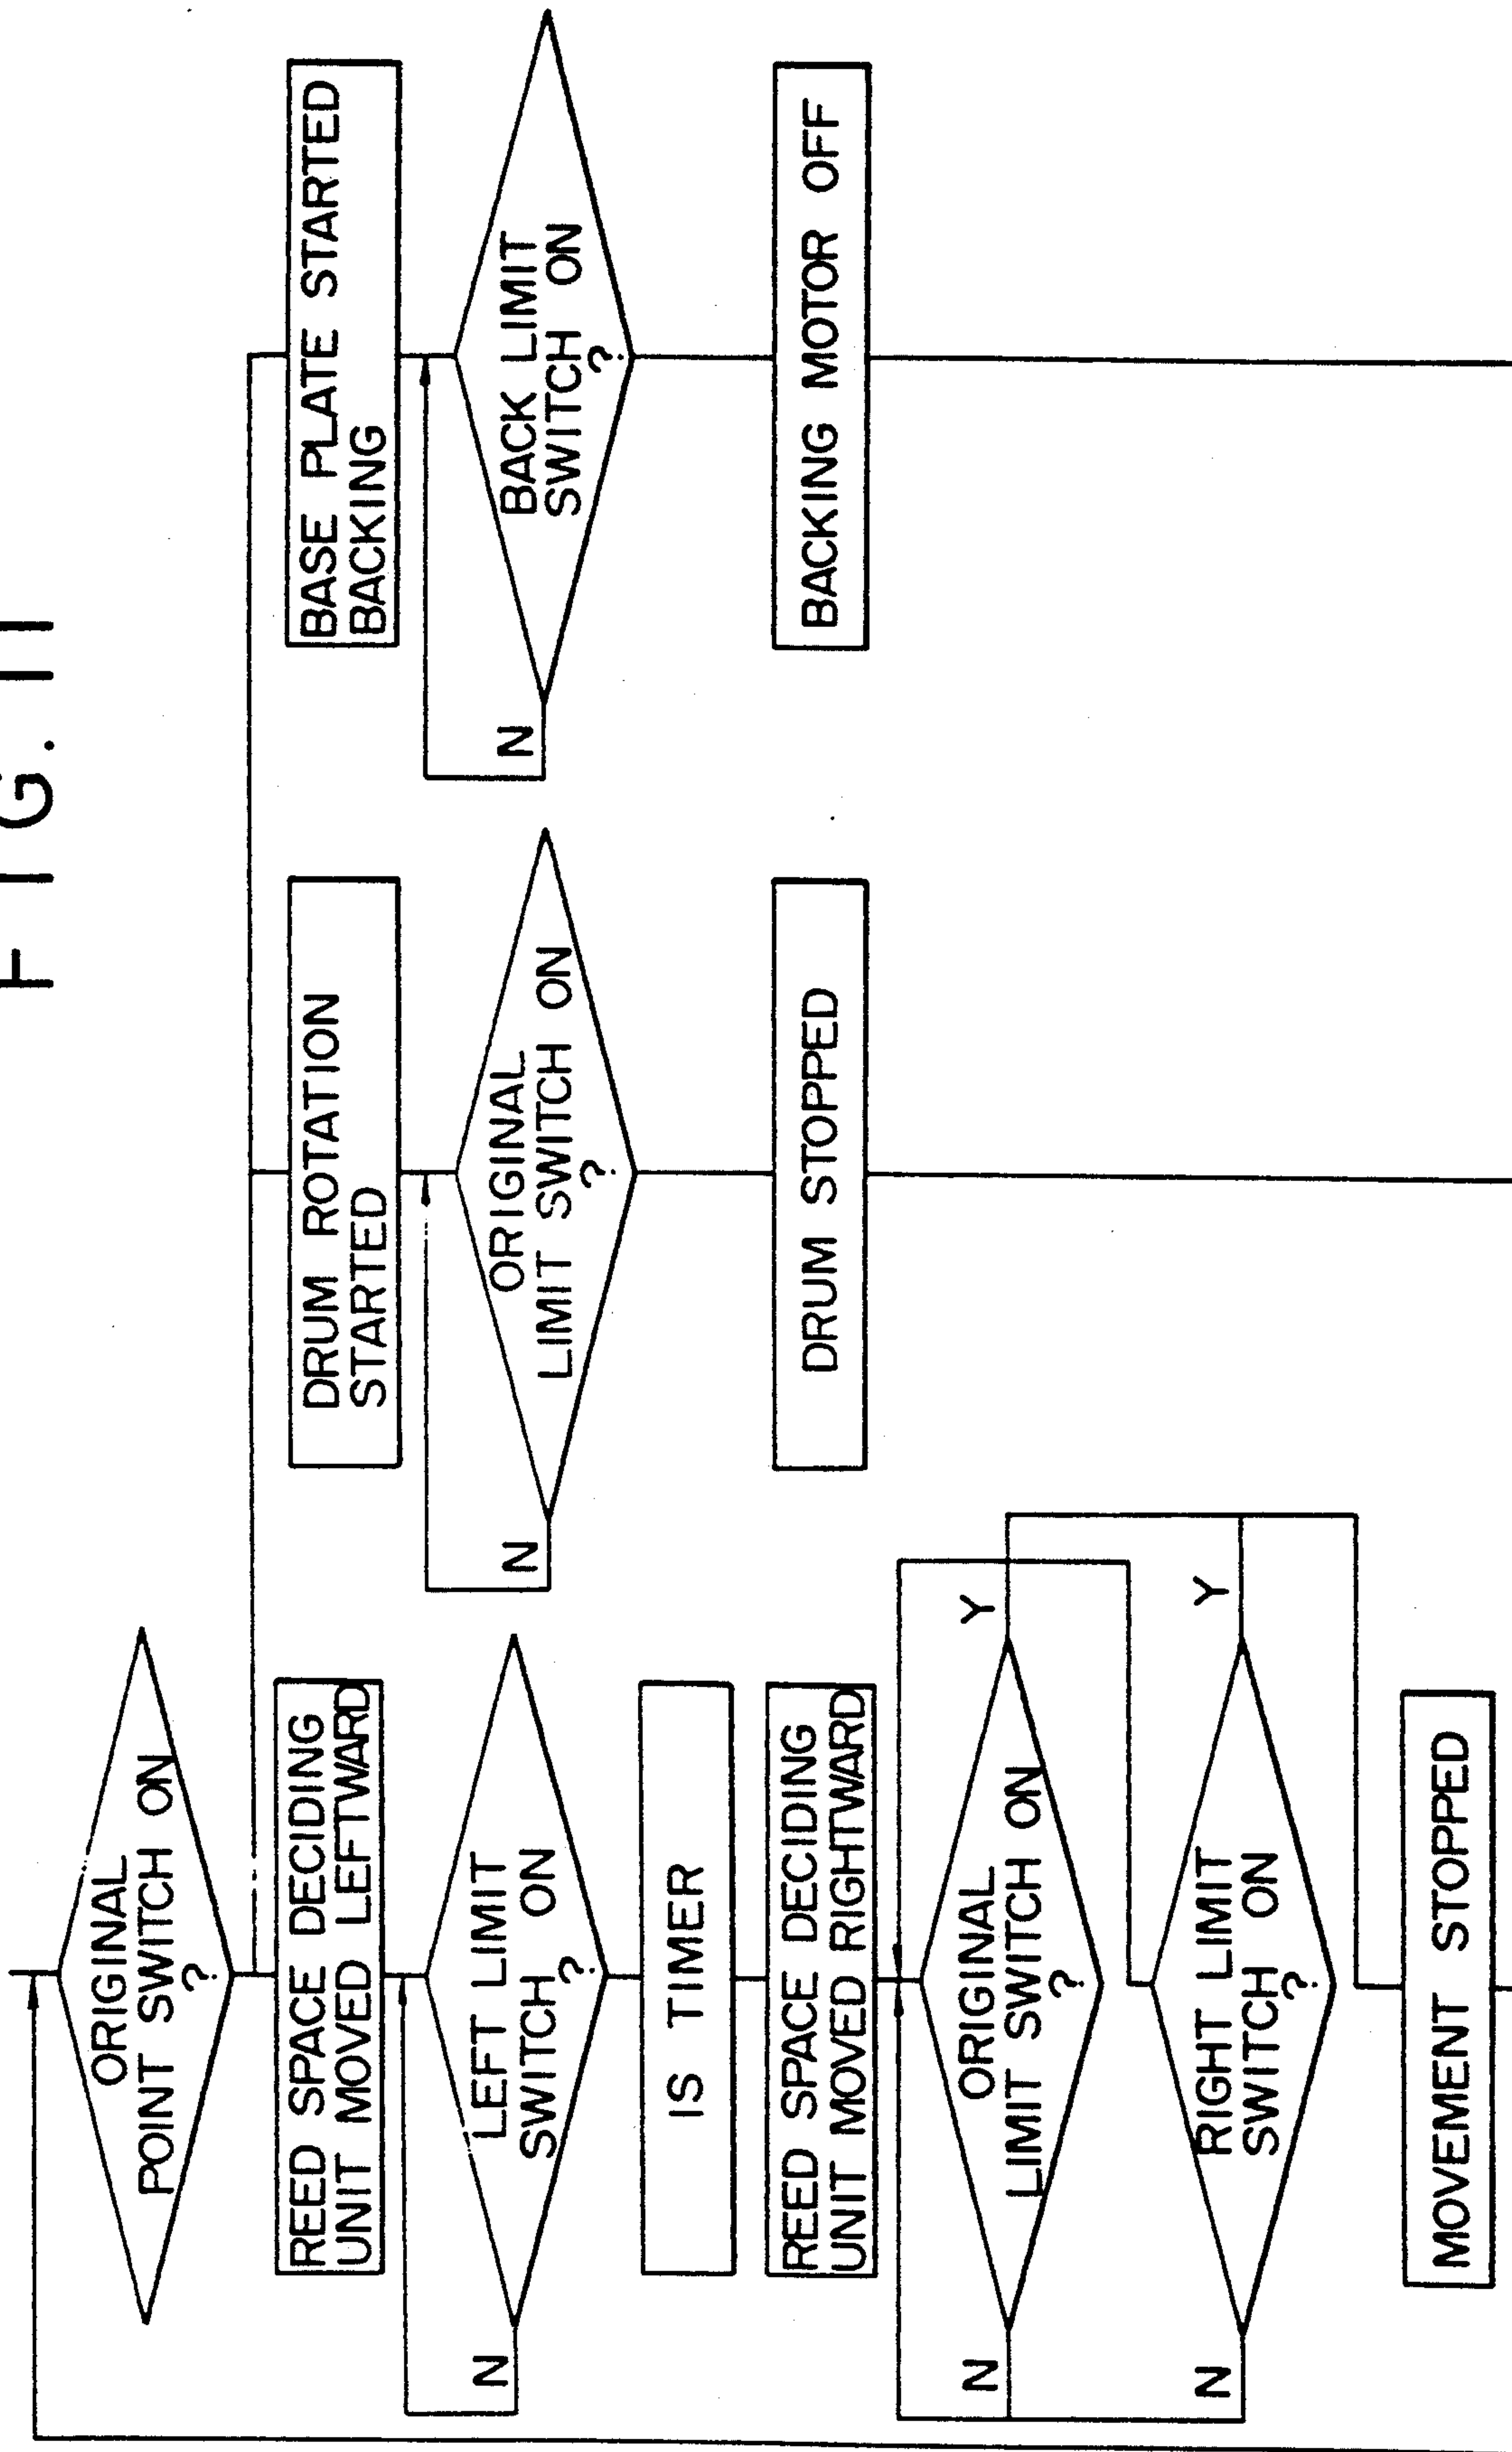 FIG. 11
ORIGINAL
POINT SWITCH ON
?
REED SPACE DECIDING
UNIT MOVED LEFTWARD
LEFT LIMIT
SWITCH ON
?
N
IS TIMER
REED SPACE DECIDING
UNIT MOVED RIGHTWARD
ORIGINAL
LIMIT SWITCH ON
?
N
Y
RIGHT LIMIT
SWITCH ON
?
N
Y
MOVEMENT STOPPED
DRUM ROTATION
STARTED
ORIGINAL
LIMIT SWITCH ON
?
N
DRUM STOPPED
BASE PLATE STARTED
BACKING
BACK LIMIT
SWITCH ON
?
N
BACKING MOTOR OFF